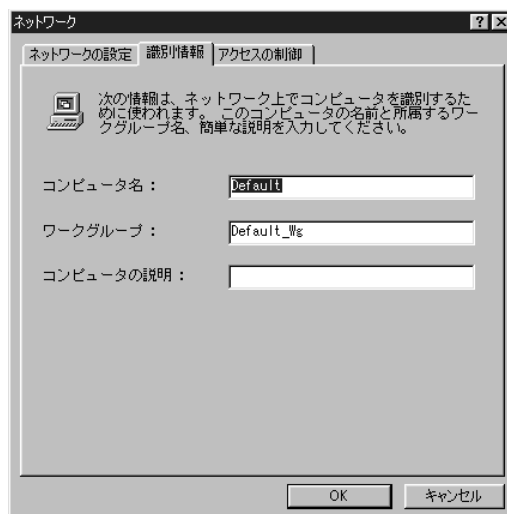 ネットワーク
ネットワークの設定 識別情報 アクセスの制御
次の情報は、ネットワーク上でコンピュータを識別するた
めに使われます。 このコンピュータの名前と所属するワー
クグループ名、簡単な説明を入力してください。
コンピュータ名： Default
ワークグループ： Default_Wg
コンピュータの説明：
OK キャンセル